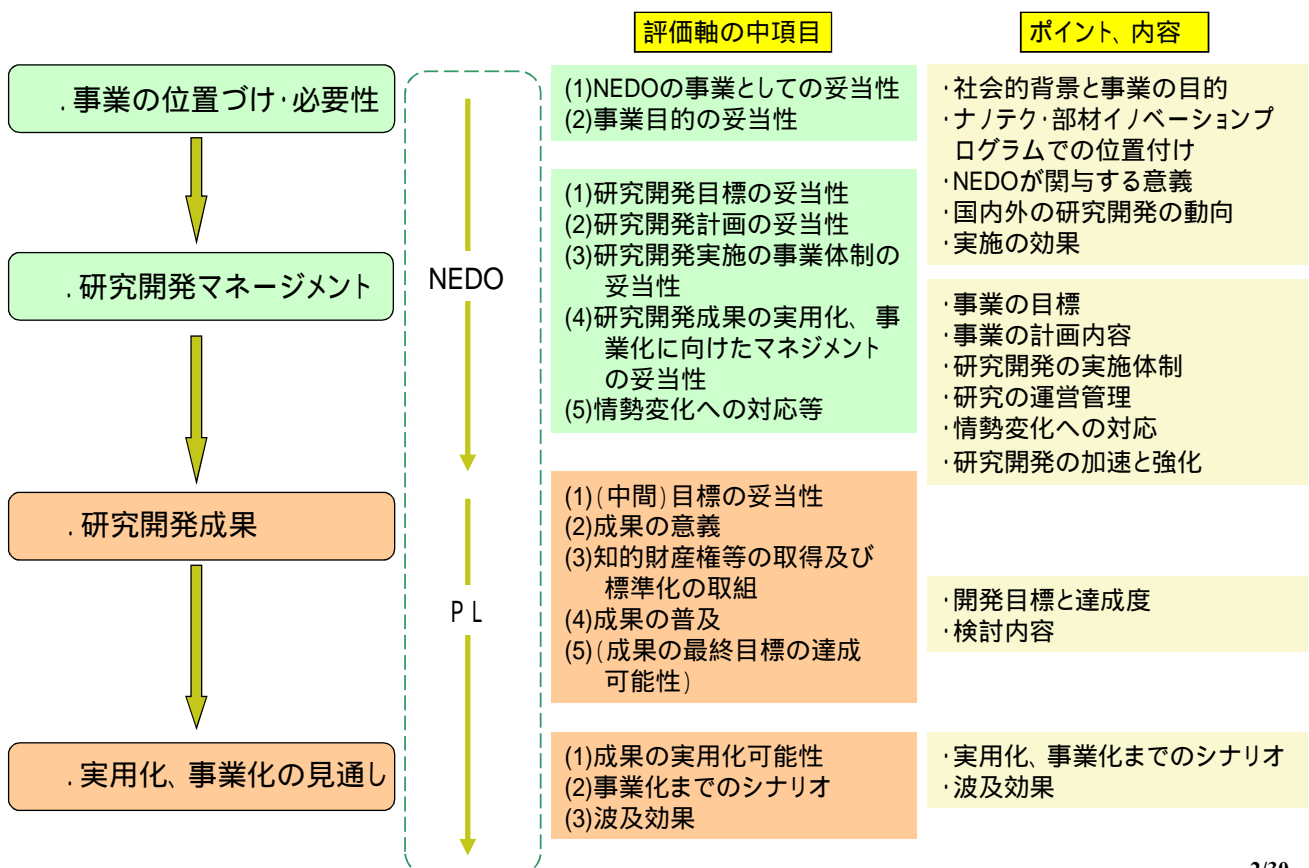 評価軸の中項目
ポイント、内容
．事業の位置づけ・必要性
(1)NEDOの事業としての妥当性
(2)事業目的の妥当性
・社会的背景と事業の目的
・ナノテク・部材イノベーションプ
ログラムでの位置付け
・NEDOが関与する意義
・国内外の研究開発の動向
・実施の効果
．研究開発マネージメント
NEDO
(1)研究開発目標の妥当性
(2)研究開発計画の妥当性
(3)研究開発実施の事業体制の
妥当性
(4)研究開発成果の実用化、事
業化に向けたマネジメント
の妥当性
(5)情勢変化への対応等
・事業の目標
・事業の計画内容
・研究開発の実施体制
・研究の運営管理
・情勢変化への対応
・研究開発の加速と強化
．研究開発成果
PL
(1)(中間)目標の妥当性
(2)成果の意義
(3)知的財産権等の取得及び
標準化の取組
(4)成果の普及
(5)(成果の最終目標の達成
可能性)
・開発目標と達成度
・検討内容
．実用化、事業化の見通し
(1)成果の実用化可能性
(2)事業化までのシナリオ
(3)波及効果
・実用化、事業化までのシナリオ
・波及効果